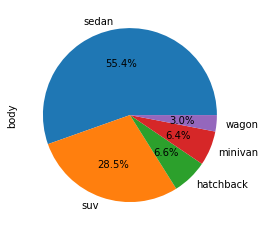 sedan
55.4%
body
3.0%
wagon
6.4%
minivan
6.6%
hatchback
28.5%
suv